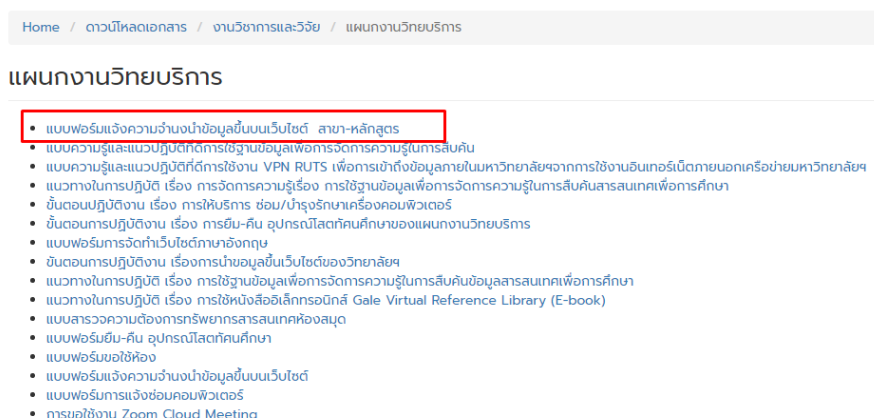 Home / ดาวน์โหลดเอกสาร / งานวิชาการและวิจัย / แผนกงานวิทยบริการ
แผนกงานวิทยบริการ
แบบฟอร์มแจ้งความจำนงนำข้อมูลขึ้นบนเว็บไซต์ สาขา-หลักสูตร
แบบความรู้และแนวปฏิบัติที่ดีการใช้ฐานข้อมูลเพื่อการจัดการความรู้ในการสืบค้น
แบบความรู้และแนวปฏิบัติที่ดีการใช้งาน VPN RUTS เพื่อการเข้าถึงข้อมูลภายในมหาวิทยาลัยฯจากการใช้งานอินเทอร์เน็ตภายนอกเครือข่ายมหาวิทยาลัยฯ
แนวทางในการปฏิบัติ เรื่อง การจัดการความรู้เรื่อง การใช้ฐานข้อมูลเพื่อการจัดการความรู้ในการสืบค้นสารสนเทศเพื่อการศึกษา
ขั้นตอนปฏิบัติงาน เรื่อง การให้บริการ ซ่อม/บำรุงรักษาเครื่องคอมพิวเตอร์
ขั้นตอนการปฏิบัติงาน เรื่อง การยืม-คืน อุปกรณ์โสตทัศนศึกษาของแผนกงานวิทยบริการ
แบบฟอร์มการจัดทำเว็บไซต์ภาษาอังกฤษ
ขันตอนการปฏิบัติงาน เรื่องการนำขอมูลขึ้นเว็บไซต์ของวิทยาลัยฯ
แนวทางในการปฏิบัติ เรื่อง การใช้ฐานข้อมูลเพื่อการจัดการความรู้ในการสืบค้นข้อมูลสารสนเทศเพื่อการศึกษา
แนวทางในการปฏิบัติ เรื่อง การใช้หนังสืออิเล็กทรอนิกส์ Gale Virtual Reference Library (E-book)
แบบสารวจความต้องการทรัพยากรสารสนเทศห้องสมุด
แบบฟอร์มยืม-คืน อุปกรณ์โสตทัศนศึกษา
แบบฟอร์มขอใช้ห้อง
แบบฟอร์มแจ้งความจำนงนำข้อมูลขึ้นบนเว็บไซต์
แบบฟอร์มการแจ้งซ่อมคอมพิวเตอร์
การขอใช้งาน Zoom Cloud Meeting